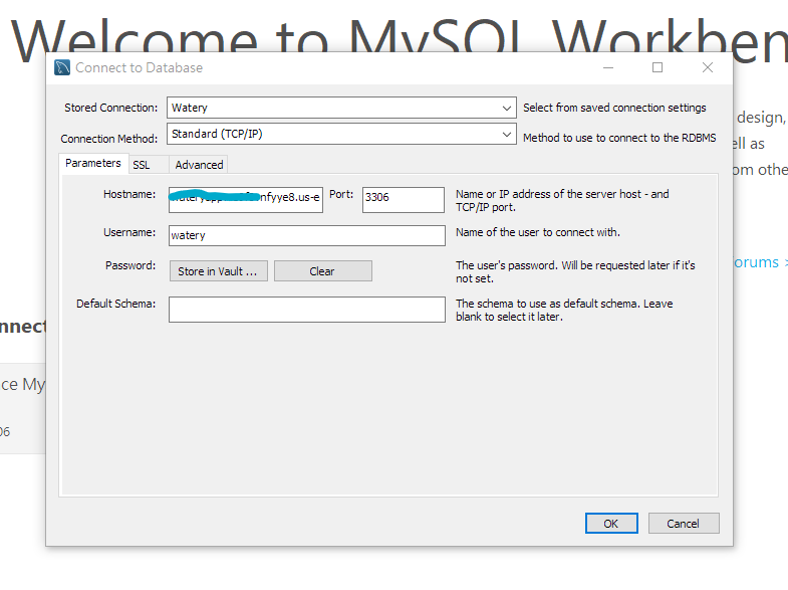 Welcome to MySQL Workben
Connect to Database
design,
ell as
om othe
orums >
nnect
ce My
06
Stored Connection: Watery Select from saved connection settings
Connection Method: Standard (TCP/IP) Method to use to connect to the RDBMS
Parameters SSL Advanced
Hostname: nfyye8.us-e Port: 3306 Name or IP address of the server host - and
TCP/IP port.
Username: watery Name of the user to connect with.
Password: Store in Vault ... Clear The user's password. Will be requested later if it's
not set.
Default Schema: The schema to use as default schema. Leave
blank to select it later.
OK Cancel